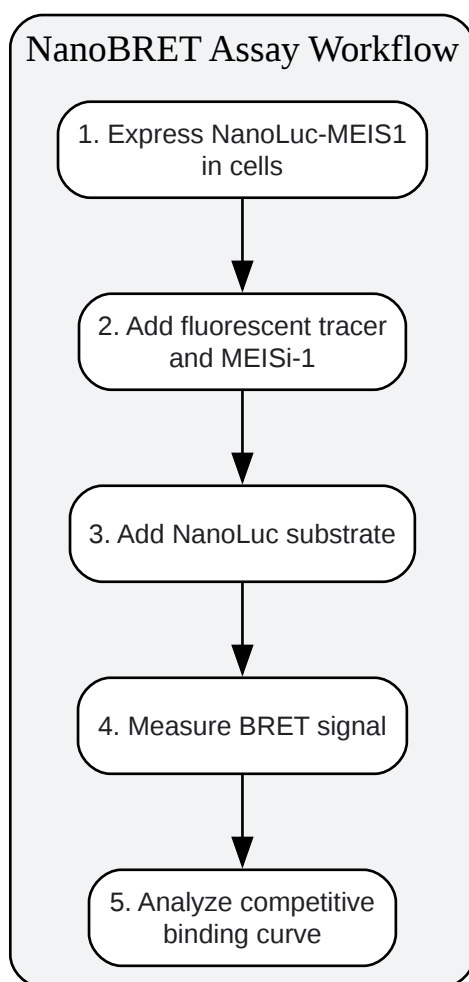 NanoBRET Assay Workflow
1. Express NanoLuc-MEIS1
in cells
2. Add fluorescent tracer
and MEISi-1
3. Add NanoLuc substrate
4. Measure BRET signal
5. Analyze competitive
binding curve